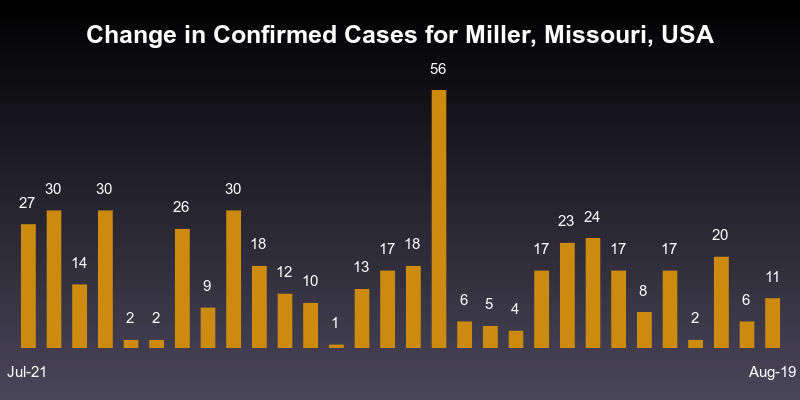 Change in Confirmed Cases for Miller, Missouri, USA
27 30 14 30 2 2 26 9 30 18 12 10 1 13 17 18 56 6 5 4 17 23 24 17 8 17 2 20 6 11
Jul-21 Aug-19